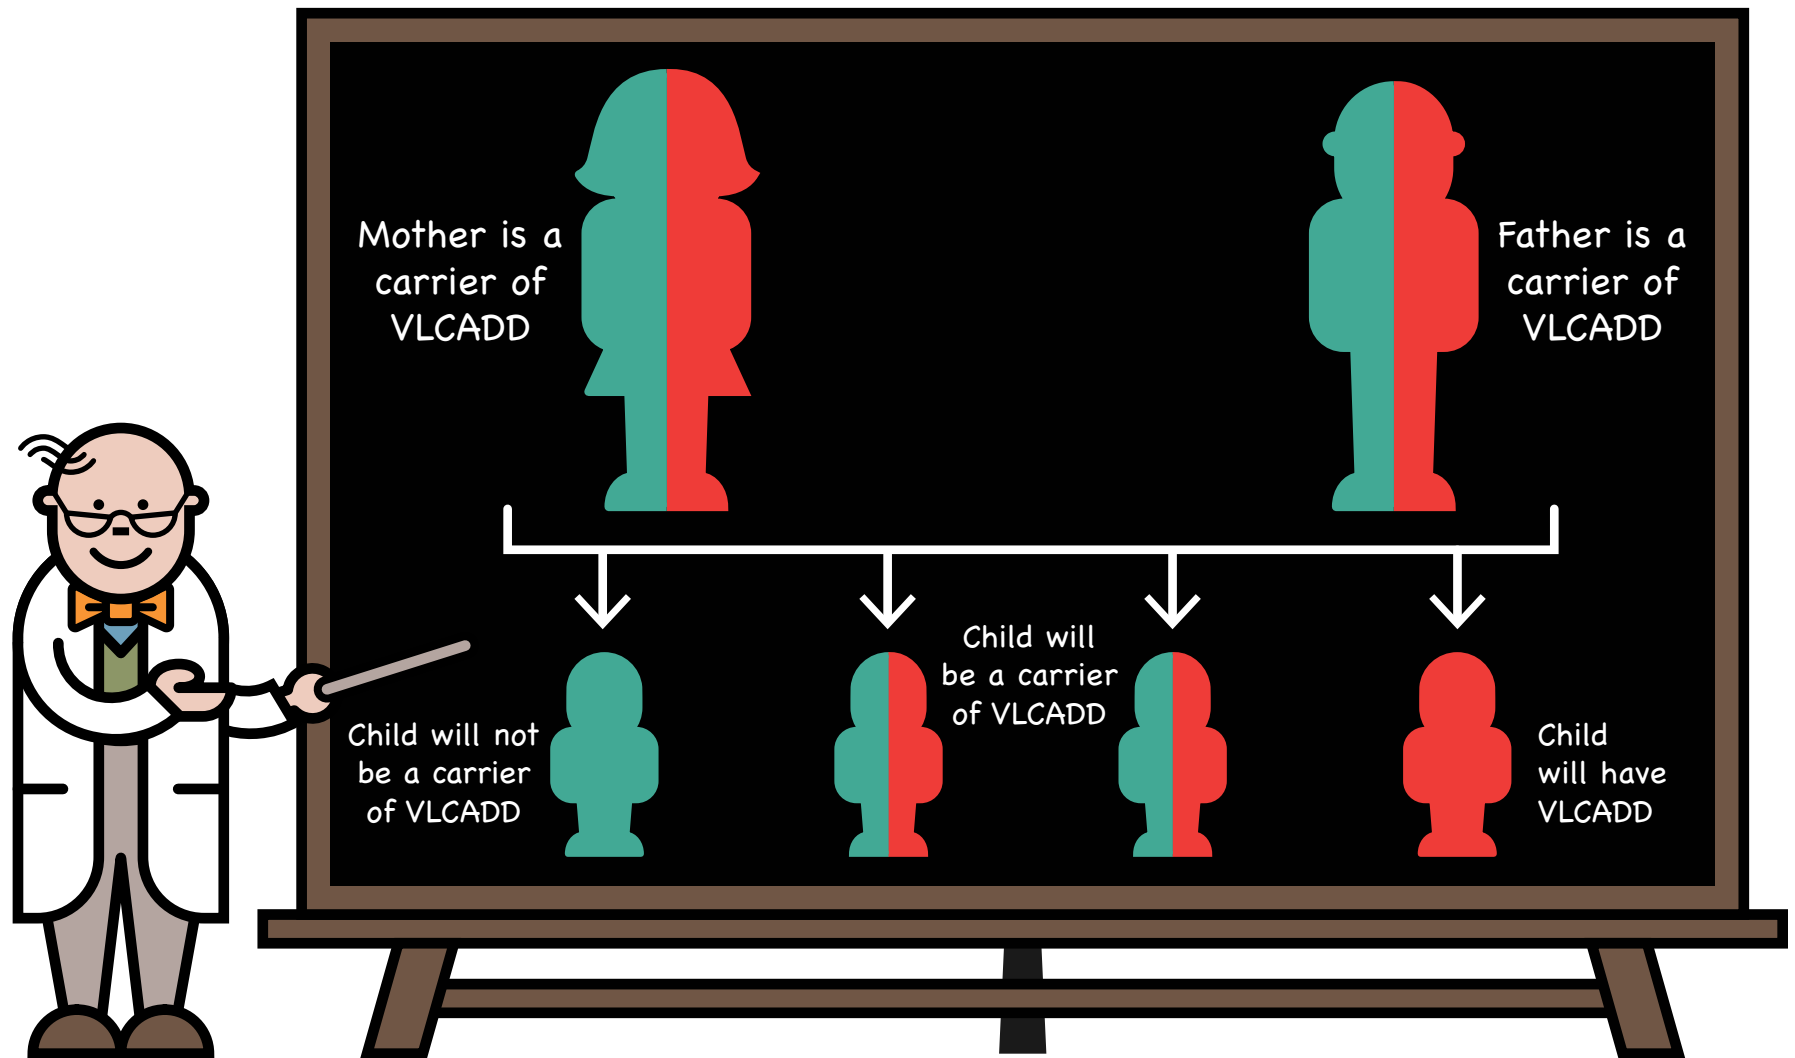 Mother is a
carrier of
VLCADD
Father is a
carrier of
VLCADD
Child will not
be a carrier
of VLCADD
Child will
be a carrier
of VLCADD
Child
will have
VLCADD